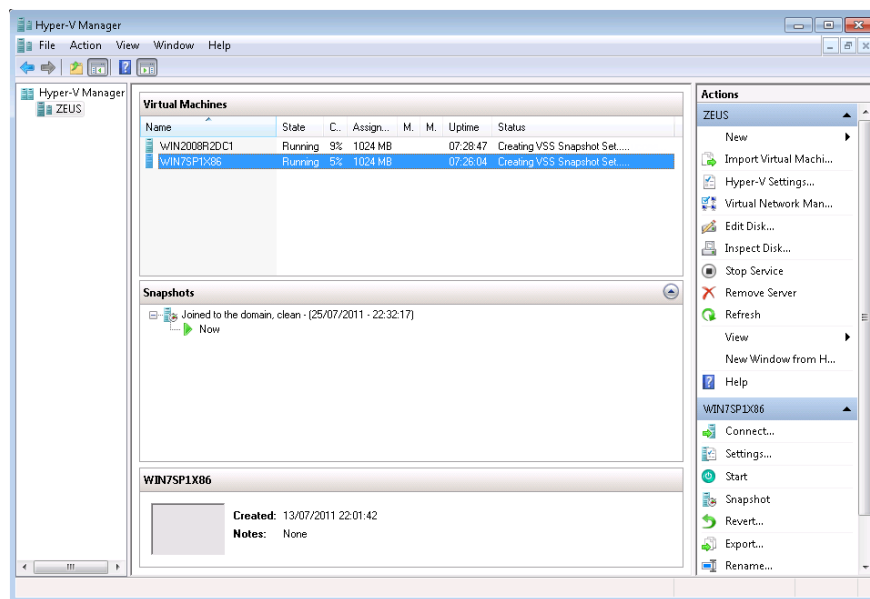 Hyper-V Manager
File Action View Window Help
Hyper-V Manager
ZEUS
Virtual Machines
Name State C.. Assign... M. M. Uptime Status
WIN2008R2DC1 Running 9% 1024 MB 07:28:47 Creating VSS Snapshot Set.....
WIN7SP1X86 Running 5% 1024 MB 07:26:04 Creating VSS Snapshot Set.....
Snapshots
Joined to the domain, clean - (25/07/2011 - 22:32:17)
Now
WIN7SP1X86
Created: 13/07/2011 22:01:42
Notes: None
Actions
ZEUS
New
Import Virtual Machi...
Hyper-V Settings...
Virtual Network Man...
Edit Disk...
Inspect Disk...
Stop Service
Remove Server
Refresh
View
New Window from H...
Help
WIN7SP1X86
Connect...
Settings...
Start
Snapshot
Revert...
Export...
Rename...